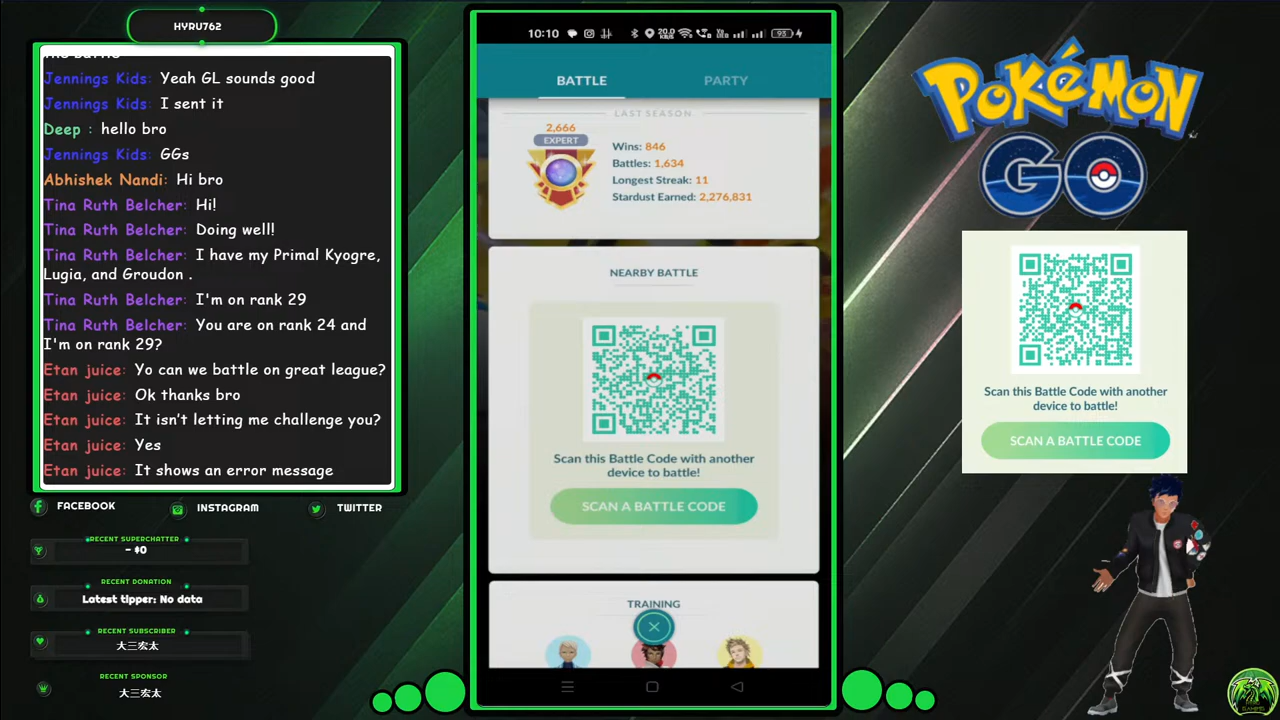 HYRU762
Jennings Kids: Yeah GL sounds good
Jennings Kids: I sent it
Deep : hello bro
Jennings Kids: GGs
Abhishek Nandi: Hi bro
Tina Ruth Belcher: Hi!
Tina Ruth Belcher: Doing well!
Tina Ruth Belcher: I have my Primal Kyogre,
Lugia, and Groudon .
Tina Ruth Belcher: I'm on rank 29
Tina Ruth Belcher: You are on rank 24 and
I'm on rank 29?
Etan juice: Yo can we battle on great league?
Etan juice: Ok thanks bro
Etan juice: It isn't letting me challenge you?
Etan juice: Yes
Etan juice: It shows an error message
FACEBOOK
INSTAGRAM
TWITTER
RECENT SUPERCHATTER
- $0
RECENT DONATION
Latest tipper: No data
RECENT SUBSCRIBER
大三宏太
RECENT SPONSOR
大三宏太
10:10
20.0
KB/S
93
BATTLE
PARTY
LAST SEASON
2,666
EXPERT
Wins: 846
Battles: 1,634
Longest Streak: 11
Stardust Earned: 2,276,831
NEARBY BATTLE
Scan this Battle Code with another
device to battle!
SCAN A BATTLE CODE
TRAINING
POKéMON
GO
Scan this Battle Code with another
device to battle!
SCAN A BATTLE CODE